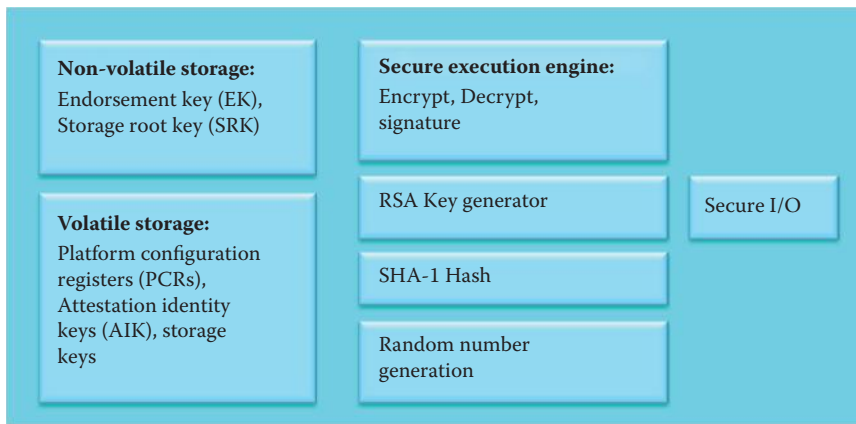 Non-volatile storage:
Endorsement key (EK),
Storage root key (SRK)
Volatile storage:
Platform configuration
registers (PCRs),
Attestation identity
keys (AIK), storage
keys
Secure execution engine:
Encrypt, Decrypt,
signature
RSA Key generator
SHA-1 Hash
Random number
generation
Secure I/O